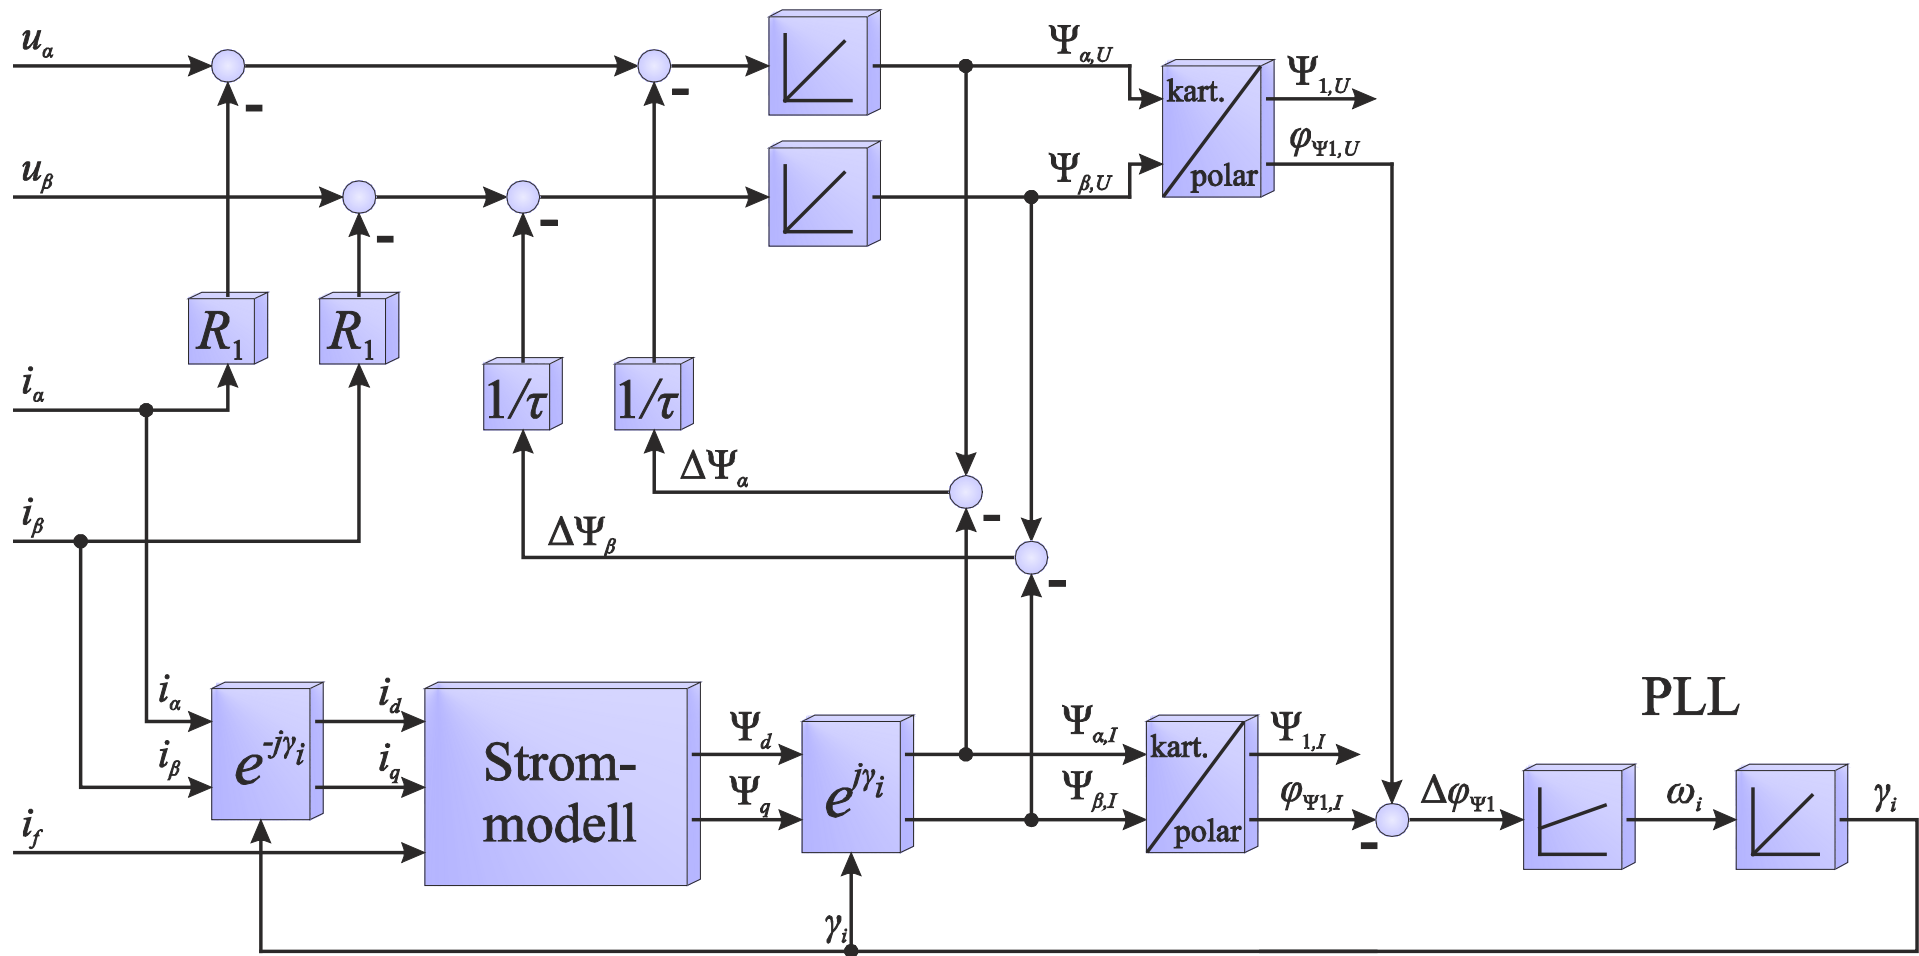 u_α
Ψ_α,U
Ψ_1,U
kart.
polar
φ_Ψ1,U
-
-
u_β
Ψ_β,U
-
-
R_1
R_1
i_α
1/τ
1/τ
ΔΨ_α
i_β
ΔΨ_β
-
-
PLL
i_α
i_β
e^-jγ_i
i_d
i_q
i_f
Strom-
modell
Ψ_d
Ψ_q
e^jγ_i
Ψ_α,I
Ψ_β,I
kart.
polar
Ψ_1,I
φ_Ψ1,I
-
Δφ_Ψ1
ω_i
γ_i
γ_i